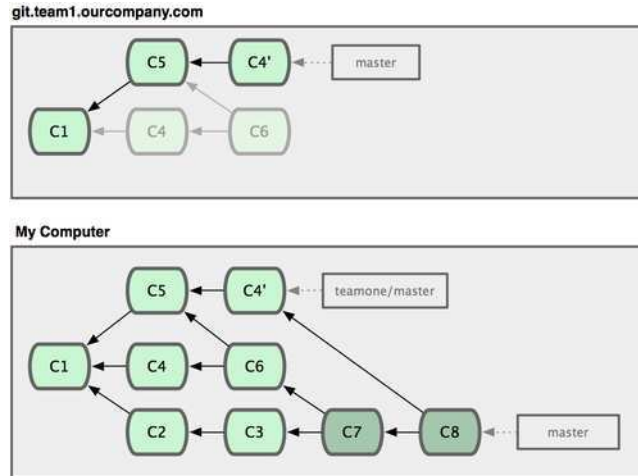 git.team1.ourcompany.com
C5 C4' master
C1 C4 C6
My Computer
C5 C4' teamone/master
C1 C4 C6
C2 C3 C7 C8 master